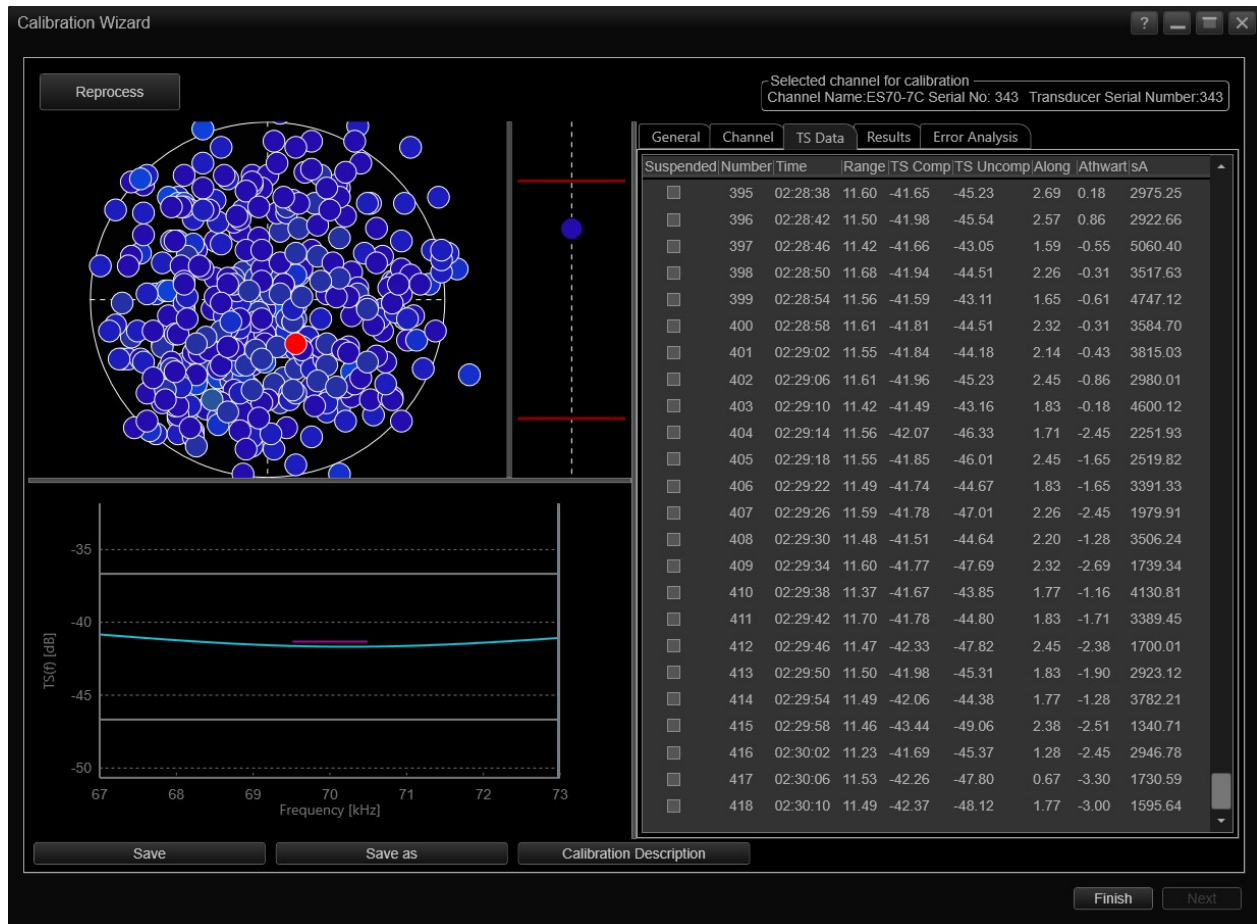 Calibration Wizard
?
Reprocess
Selected channel for calibration
Channel Name:ES70-7C Serial No: 343 Transducer Serial Number:343
General Channel TS Data Results Error Analysis
Suspended Number Time Range TS Comp TS Uncomp Along Athwart sA
395 02:28:38 11.60 -41.65 -45.23 2.69 0.18 2975.25
396 02:28:42 11.50 -41.98 -45.54 2.57 0.86 2922.66
397 02:28:46 11.42 -41.66 -43.05 1.59 -0.55 5060.40
398 02:28:50 11.68 -41.94 -44.51 2.26 -0.31 3517.63
399 02:28:54 11.56 -41.59 -43.11 1.65 -0.61 4747.12
400 02:28:58 11.61 -41.81 -44.51 2.32 -0.31 3584.70
401 02:29:02 11.55 -41.84 -44.18 2.14 -0.43 3815.03
402 02:29:06 11.61 -41.96 -45.23 2.45 -0.86 2980.01
403 02:29:10 11.42 -41.49 -43.16 1.83 -0.18 4600.12
404 02:29:14 11.56 -42.07 -46.33 1.71 -2.45 2251.93
405 02:29:18 11.55 -41.85 -46.01 2.45 -1.65 2519.82
406 02:29:22 11.49 -41.74 -44.67 1.83 -1.65 3391.33
407 02:29:26 11.59 -41.78 -47.01 2.26 -2.45 1979.91
408 02:29:30 11.48 -41.51 -44.64 2.20 -1.28 3506.24
409 02:29:34 11.60 -41.77 -47.69 2.32 -2.69 1739.34
410 02:29:38 11.37 -41.67 -43.85 1.77 -1.16 4130.81
411 02:29:42 11.70 -41.78 -44.80 1.83 -1.71 3389.45
412 02:29:46 11.47 -42.33 -47.82 2.45 -2.38 1700.01
413 02:29:50 11.50 -41.98 -45.31 1.83 -1.90 2923.12
414 02:29:54 11.49 -42.06 -44.38 1.77 -1.28 3782.21
415 02:29:58 11.46 -43.44 -49.06 2.38 -2.51 1340.71
416 02:30:02 11.23 -41.69 -45.37 1.28 -2.45 2946.78
417 02:30:06 11.53 -42.26 -47.80 0.67 -3.30 1730.59
418 02:30:10 11.49 -42.37 -48.12 1.77 -3.00 1595.64
TS(f) [dB]
-35
-40
-45
-50
67 68 69 70 71 72 73
Frequency [kHz]
Save Save as Calibration Description
Finish Next